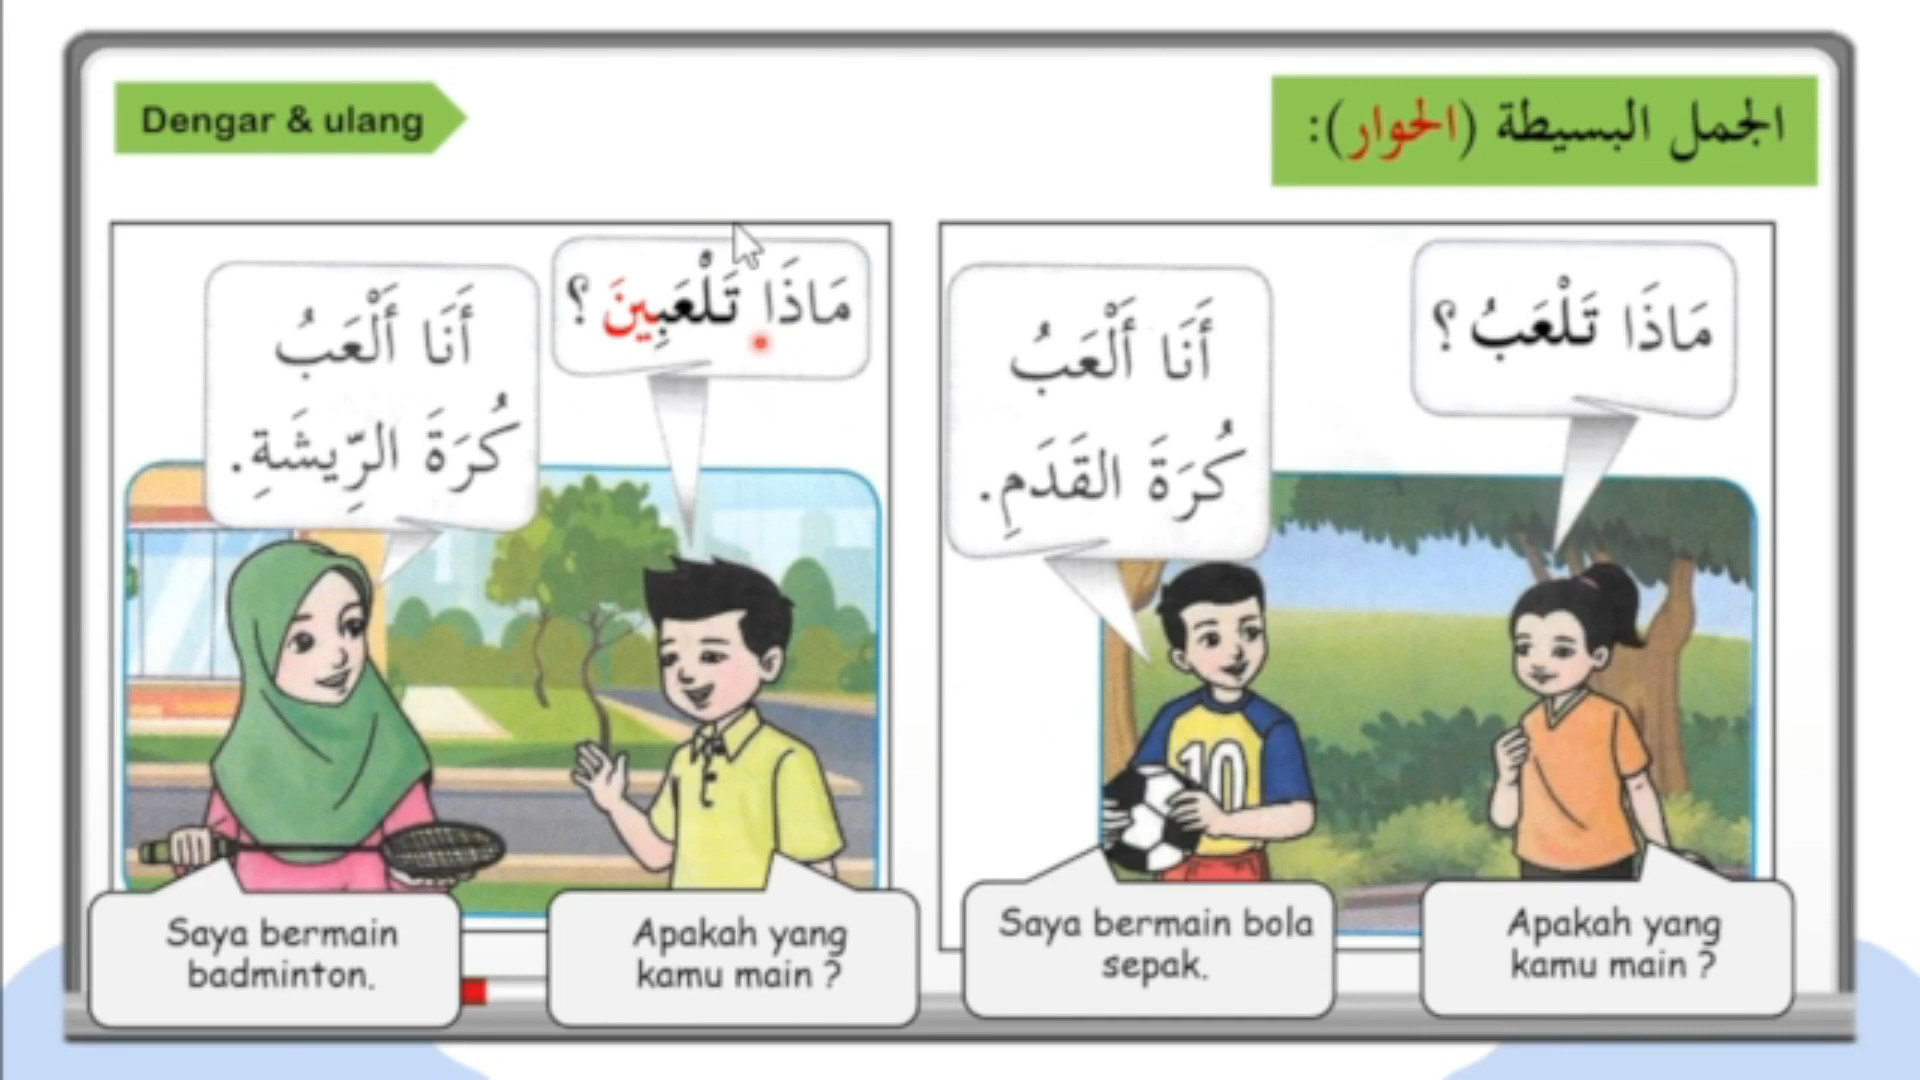 Dengar & ulang
الجمل البسيطة (الحوار):
مَاذَا تَلْعَبُ ؟
أَنَا أَلْعَبُ
كُرَةَ القَدَمِ.
مَاذَا تَلْعَبِينَ ؟
أَنَا أَلْعَبُ
كُرَةَ الرِّيشَةِ.
10
Saya bermain
badminton.
Apakah yang
kamu main ?
Saya bermain bola
sepak.
Apakah yang
kamu main ?